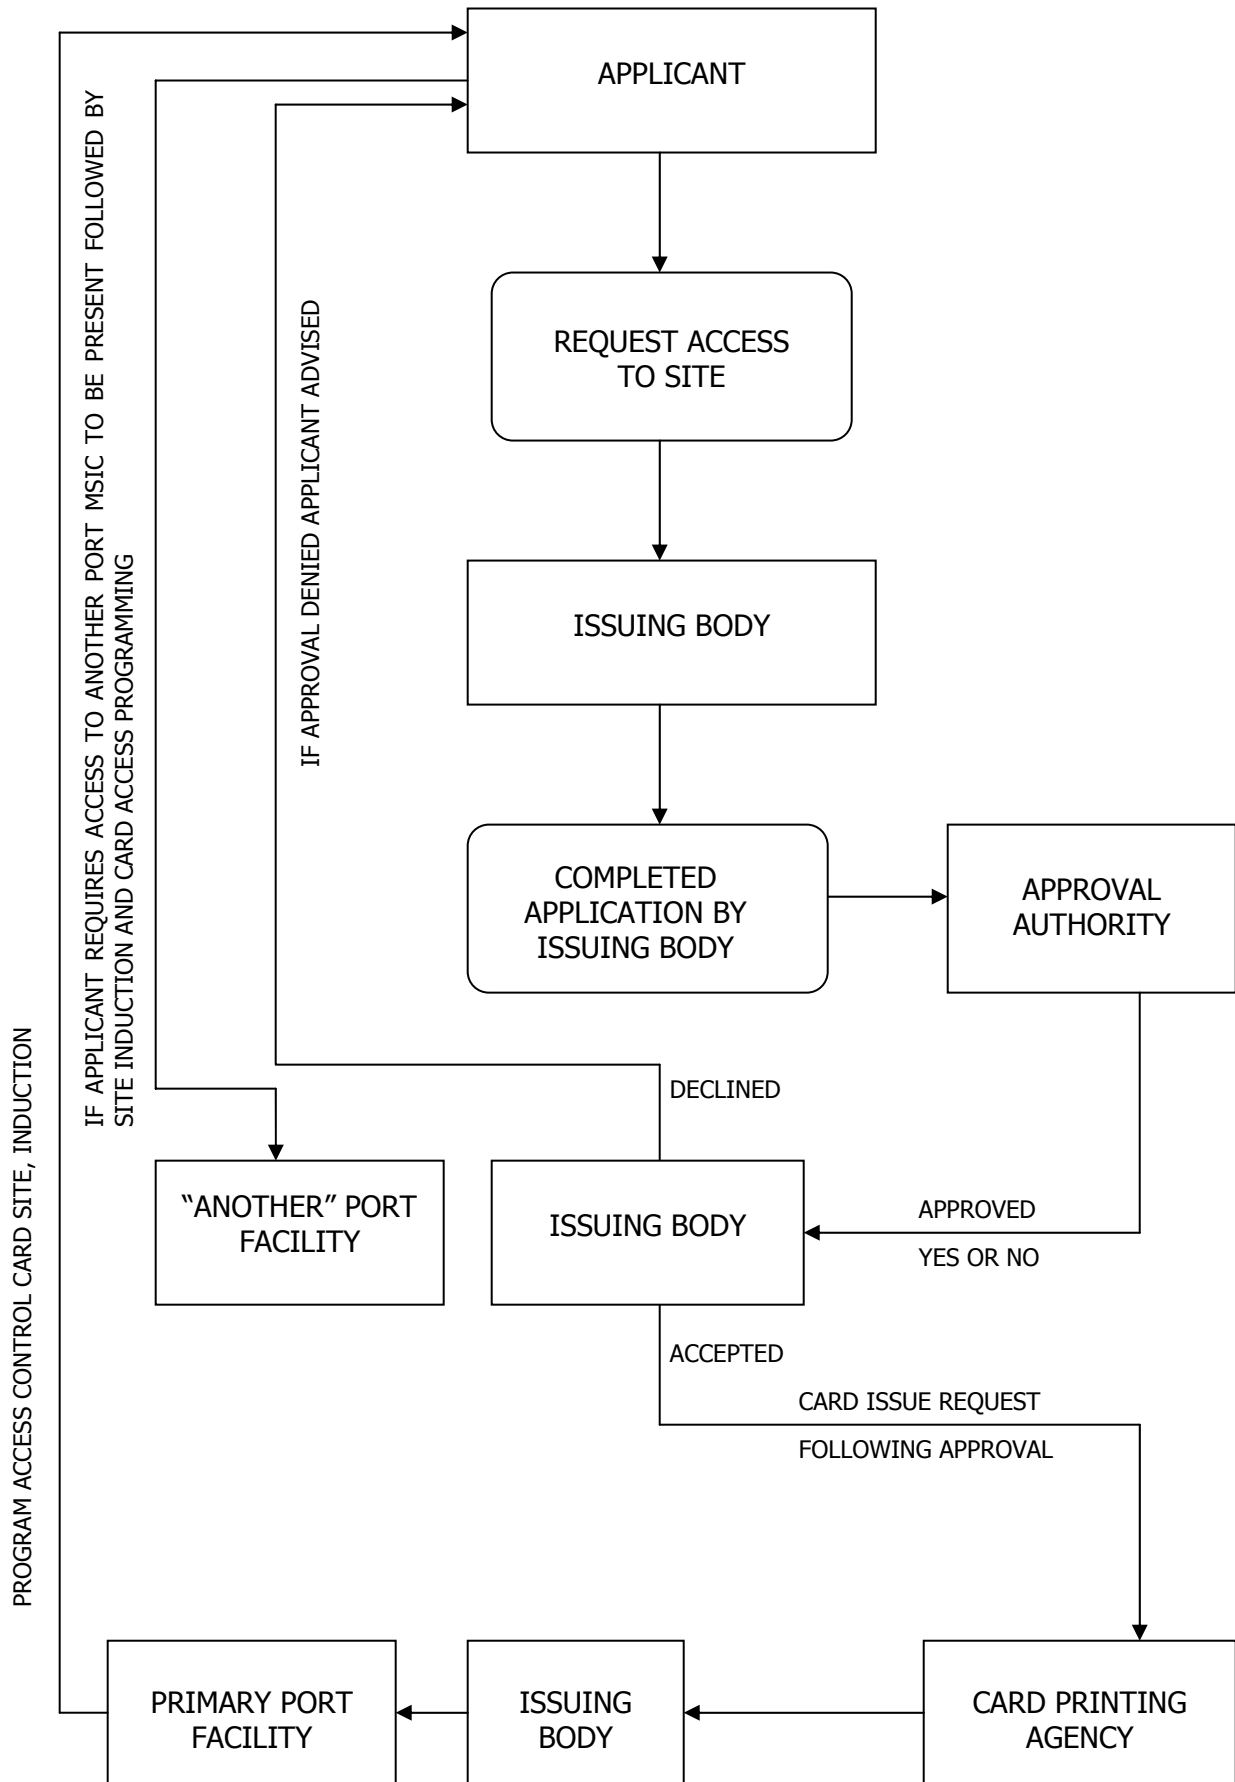 APPLICANT
IF APPLICANT REQUIRES ACCESS TO ANOTHER PORT MSIC TO BE PRESENT FOLLOWED BY
SITE INDUCTION AND CARD ACCESS PROGRAMMING
IF APPROVAL DENIED APPLICANT ADVISED
REQUEST ACCESS
TO SITE
ISSUING BODY
COMPLETED
APPLICATION BY
ISSUING BODY
APPROVAL
AUTHORITY
PROGRAM ACCESS CONTROL CARD SITE, INDUCTION
DECLINED
“ANOTHER” PORT
FACILITY
ISSUING BODY
APPROVED
YES OR NO
ACCEPTED
CARD ISSUE REQUEST
FOLLOWING APPROVAL
PRIMARY PORT
FACILITY
ISSUING
BODY
CARD PRINTING
AGENCY